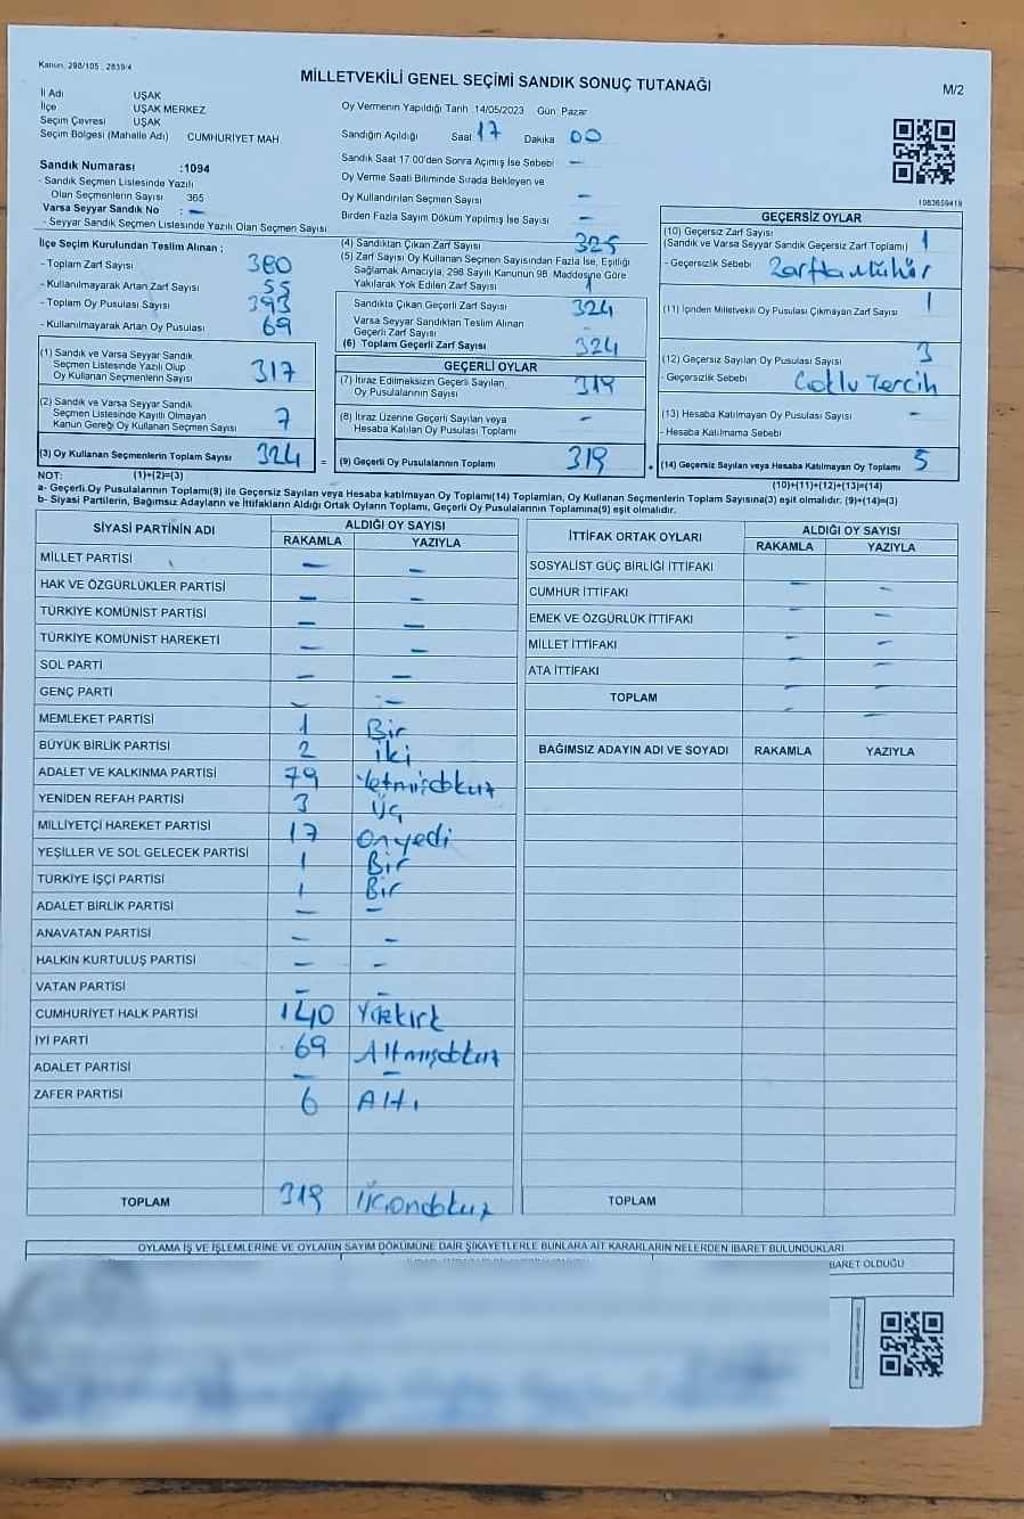 Kanun: 298/105 , 2839/4
MİLLETVEKİLİ GENEL SEÇİMİ SANDIK SONUÇ TUTANAĞI
M/2
İl Adı UŞAK
İlçe UŞAK MERKEZ
Seçim Çevresi UŞAK
Seçim Bölgesi (Mahalle Adı) CUMHURİYET MAH.
Oy Vermenin Yapıldığı Tarih :14/05/2023 Gün: Pazar
Sandığın Açıldığı Saat 17 Dakika 00
Sandık Saat 17:00'den Sonra Açımış İse Sebebi –
Oy Verme Saati Bitiminde Sırada Bekleyen ve
Oy Kullandırılan Seçmen Sayısı –
Birden Fazla Sayım Döküm Yapılmış İse Sayısı –
Sandık Numarası :1094
- Sandık Seçmen Listesinde Yazılı
Olan Seçmenlerin Sayısı 365
Varsa Seyyar Sandık No : –
- Seyyar Sandık Seçmen Listesinde Yazılı Olan Seçmen Sayısı
1083659419
İlçe Seçim Kurulundan Teslim Alınan ;
- Toplam Zarf Sayısı 380
- Kullanılmayarak Artan Zarf Sayısı 55
- Toplam Oy Pusulası Sayısı 393
- Kullanılmayarak Artan Oy Pusulası 69
(1) Sandık ve Varsa Seyyar Sandık
Seçmen Listesinde Yazılı Olup
Oy Kullanan Seçmenlerin Sayısı 317
(2) Sandık ve Varsa Seyyar Sandık
Seçmen Listesinde Kayıtlı Olmayan
Kanun Gereği Oy Kullanan Seçmen Sayısı 7
(3) Oy Kullanan Seçmenlerin Toplam Sayısı 324 =
(4) Sandıktan Çıkan Zarf Sayısı 325
(5) Zarf Sayısı Oy Kullanan Seçmen Sayısından Fazla İse, Eşitliği
Sağlamak Amacıyla, 298 Sayılı Kanunun 98. Maddesine Göre
Yakılarak Yok Edilen Zarf Sayısı 1
Sandıkta Çıkan Geçerli Zarf Sayısı 324
Varsa Seyyar Sandıktan Teslim Alınan
Geçerli Zarf Sayısı
(6) Toplam Geçerli Zarf Sayısı 324
GEÇERLİ OYLAR
(7) İtiraz Edilmeksizin Geçerli Sayılan
Oy Pusulalarının Sayısı 319
(8) İtiraz Üzerine Geçerli Sayılan veya
Hesaba Katılan Oy Pusulası Toplamı –
(9) Geçerli Oy Pusulalarının Toplamı 319
GEÇERSİZ OYLAR
(10) Geçersiz Zarf Sayısı
(Sandık ve Varsa Seyyar Sandık Geçersiz Zarf Toplamı) 1
- Geçersizlik Sebebi Zarfta Mühür
(11) İçinden Milletvekili Oy Pusulası Çıkmayan Zarf Sayısı 1
(12) Geçersiz Sayılan Oy Pusulası Sayısı 3
- Geçersizlik Sebebi Çoklu Tercih
(13) Hesaba Katılmayan Oy Pusulası Sayısı –
- Hesaba Katılmama Sebebi
(14) Geçersiz Sayılan veya Hesaba Katılmayan Oy Toplamı 5
NOT: (1)+(2)=(3) (10)+(11)+(12)+(13)=(14)
a- Geçerli Oy Pusulalarının Toplamı(9) ile Geçersiz Sayılan veya Hesaba katılmayan Oy Toplamı(14) Toplamları, Oy Kullanan Seçmenlerin Toplam Sayısına(3) eşit olmalıdır. (9)+(14)=(3)
b- Siyasi Partilerin, Bağımsız Adayların ve İttifakların Aldığı Ortak Oyların Toplamı, Geçerli Oy Pusulalarının Toplamına(9) eşit olmalıdır.
SİYASİ PARTİNİN ADI ALDIĞI OY SAYISI
RAKAMLA YAZIYLA
MİLLET PARTİSİ – –
HAK VE ÖZGÜRLÜKLER PARTİSİ – –
TÜRKİYE KOMÜNİST PARTİSİ – –
TÜRKİYE KOMÜNİST HAREKETİ – –
SOL PARTİ – –
GENÇ PARTİ – –
MEMLEKET PARTİSİ 1 Bir
BÜYÜK BİRLİK PARTİSİ 2 iki
ADALET VE KALKINMA PARTİSİ 79 Yetmişdokuz
YENİDEN REFAH PARTİSİ 3 Üç
MİLLİYETÇİ HAREKET PARTİSİ 17 Onyedi
YEŞİLLER VE SOL GELECEK PARTİSİ 1 Bir
TÜRKİYE İŞÇİ PARTİSİ 1 Bir
ADALET BİRLİK PARTİSİ – –
ANAVATAN PARTİSİ – –
HALKIN KURTULUŞ PARTİSİ – –
VATAN PARTİSİ – –
CUMHURİYET HALK PARTİSİ 140 Yüzkırk
İYİ PARTİ 69 Altmışdokuz
ADALET PARTİSİ – –
ZAFER PARTİSİ 6 Altı
TOPLAM 319 Üçondokuz
İTTİFAK ORTAK OYLARI ALDIĞI OY SAYISI
RAKAMLA YAZIYLA
SOSYALİST GÜÇ BİRLİĞİ İTTİFAKI – –
CUMHUR İTTİFAKI – –
EMEK VE ÖZGÜRLÜK İTTİFAKI – –
MİLLET İTTİFAKI – –
ATA İTTİFAKI – –
TOPLAM – –
BAĞIMSIZ ADAYIN ADI VE SOYADI RAKAMLA YAZIYLA
TOPLAM
OYLAMA İŞ VE İŞLEMLERİNE VE OYLARIN SAYIM DÖKÜMÜNE DAİR ŞİKAYETLERLE BUNLARA AİT KARARLARIN NELERDEN İBARET BULUNDUKLARI
İBARET OLDUĞU